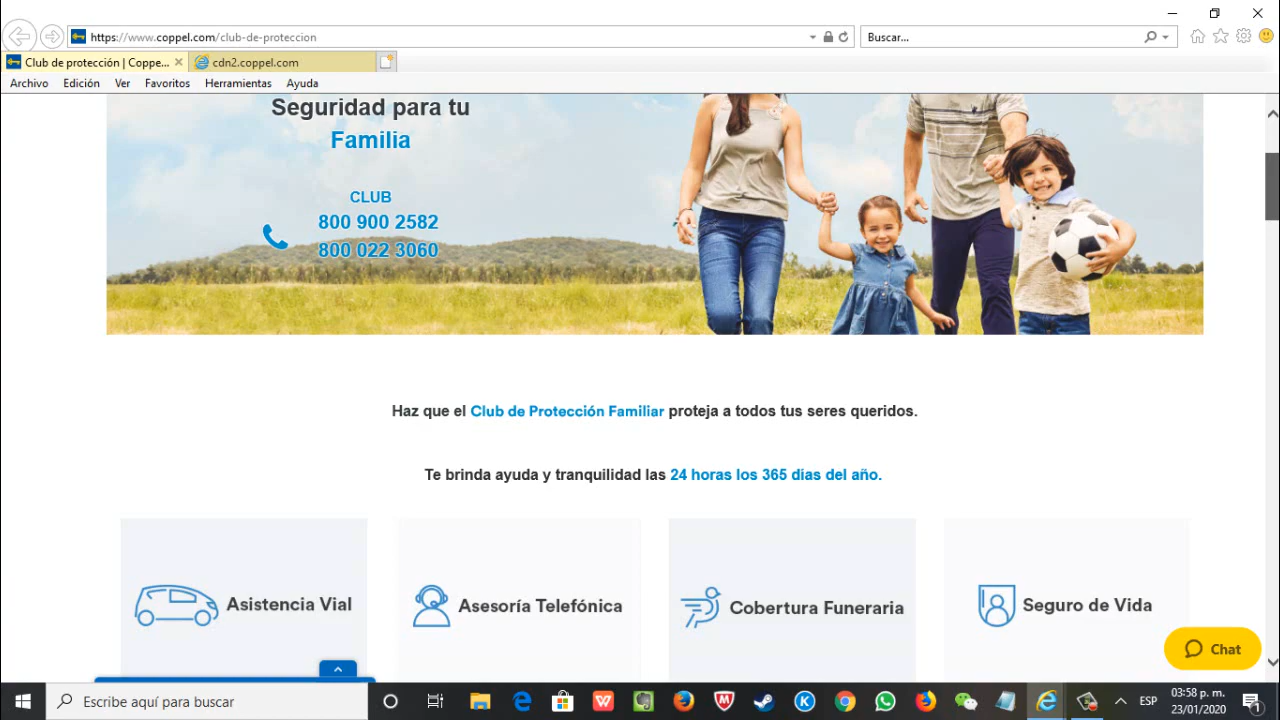 https://www.coppel.com/club-de-proteccion
Buscar...
Club de protección | Coppe...
cdn2.coppel.com
Archivo Edición Ver Favoritos Herramientas Ayuda
Seguridad para tu
Familia
CLUB
800 900 2582
800 022 3060
Haz que el Club de Protección Familiar proteja a todos tus seres queridos.
Te brinda ayuda y tranquilidad las 24 horas los 365 días del año.
Asistencia Vial
Asesoría Telefónica
Cobertura Funeraria
Seguro de Vida
Chat
Escribe aquí para buscar
ESP
03:58 p. m.
23/01/2020
1